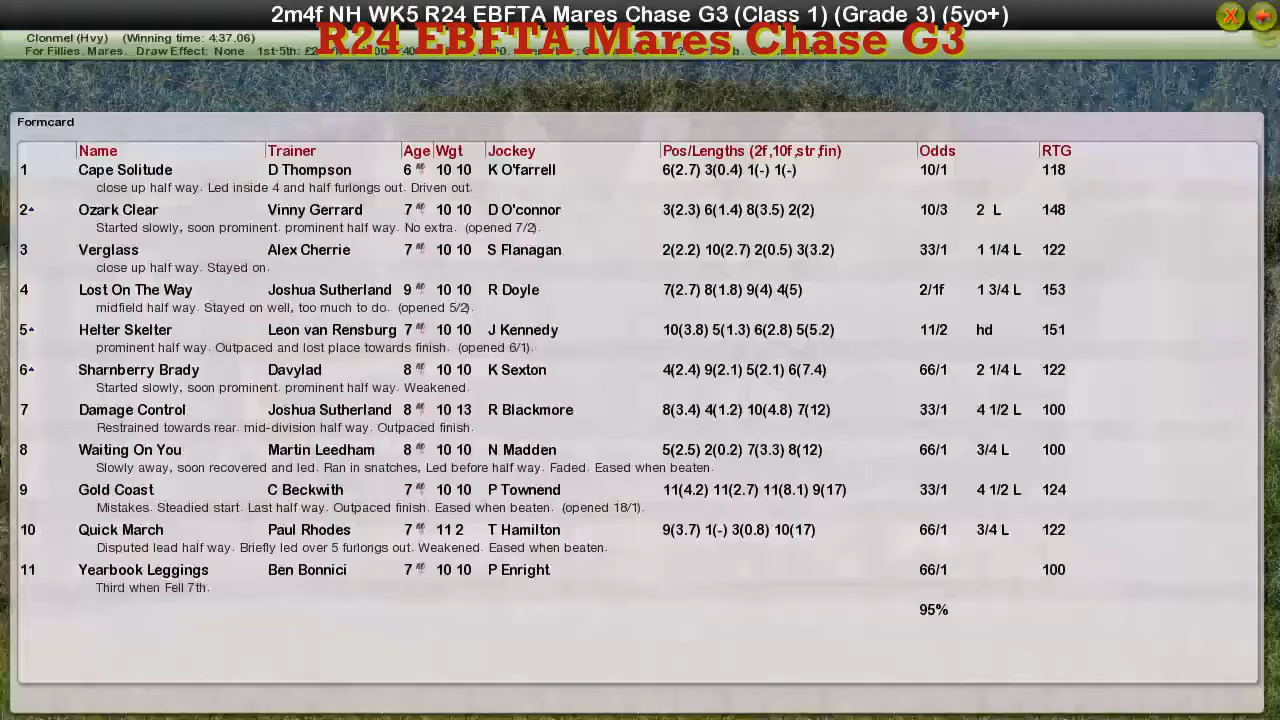 2m4f NH WK5 R24 EBFTA Mares Chase G3 (Class 1) (Grade 3) (5yo+)
R24 EBFTA Mares Chase G3
Clonmel (Hvy) (Winning time: 4:37.06)
For Fillies. Mares. Draw Effect: None 1st-5th:
Formcard
Name Trainer Age Wgt Jockey Pos/Lengths (2f,10f,str,fin) Odds RTG
1 Cape Solitude D Thompson 6 10 10 K O'farrell 6(2.7) 3(0.4) 1(-) 1(-) 10/1 118
close up half way. Led inside 4 and half furlongs out. Driven out.
2 Ozark Clear Vinny Gerrard 7 10 10 D O'connor 3(2.3) 6(1.4) 8(3.5) 2(2) 10/3 2 L 148
Started slowly, soon prominent. prominent half way. No extra. (opened 7/2).
3 Verglass Alex Cherrie 7 10 10 S Flanagan 2(2.2) 10(2.7) 2(0.5) 3(3.2) 33/1 1 1/4 L 122
close up half way. Stayed on.
4 Lost On The Way Joshua Sutherland 9 10 10 R Doyle 7(2.7) 8(1.8) 9(4) 4(5) 2/1f 1 3/4 L 153
midfield half way. Stayed on well, too much to do. (opened 5/2).
5 Helter Skelter Leon van Rensburg 7 10 10 J Kennedy 10(3.8) 5(1.3) 6(2.8) 5(5.2) 11/2 hd 151
prominent half way. Outpaced and lost place towards finish. (opened 6/1).
6 Sharnberry Brady Davylad 8 10 10 K Sexton 4(2.4) 9(2.1) 5(2.1) 6(7.4) 66/1 2 1/4 L 122
Started slowly, soon prominent. prominent half way. Weakened.
7 Damage Control Joshua Sutherland 8 10 13 R Blackmore 8(3.4) 4(1.2) 10(4.8) 7(12) 33/1 4 1/2 L 100
Restrained towards rear. mid-division half way. Outpaced finish.
8 Waiting On You Martin Leedham 8 10 10 N Madden 5(2.5) 2(0.2) 7(3.3) 8(12) 66/1 3/4 L 100
Slowly away, soon recovered and led. Ran in snatches, Led before half way. Faded. Eased when beaten.
9 Gold Coast C Beckwith 7 10 10 P Townend 11(4.2) 11(2.7) 11(8.1) 9(17) 33/1 4 1/2 L 124
Mistakes. Steadied start. Last half way. Outpaced finish. Eased when beaten. (opened 18/1).
10 Quick March Paul Rhodes 7 11 2 T Hamilton 9(3.7) 1(-) 3(0.8) 10(17) 66/1 3/4 L 122
Disputed lead half way. Briefly led over 5 furlongs out. Weakened. Eased when beaten.
11 Yearbook Leggings Ben Bonnici 7 10 10 P Enright 66/1 100
Third when Fell 7th.
95%